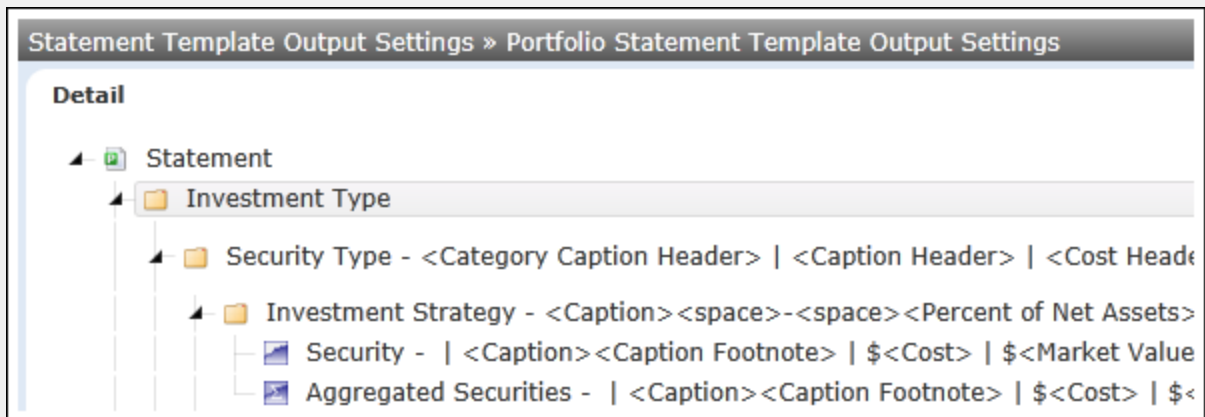 Statement Template Output Settings » Portfolio Statement Template Output Settings
Detail
Statement
Investment Type
Security Type - <Category Caption Header> | <Caption Header> | <Cost Heade
Investment Strategy - <Caption><space>-<space><Percent of Net Assets>
Security - | <Caption><Caption Footnote> | $<Cost> | $<Market Value
Aggregated Securities - | <Caption><Caption Footnote> | $<Cost> | $<